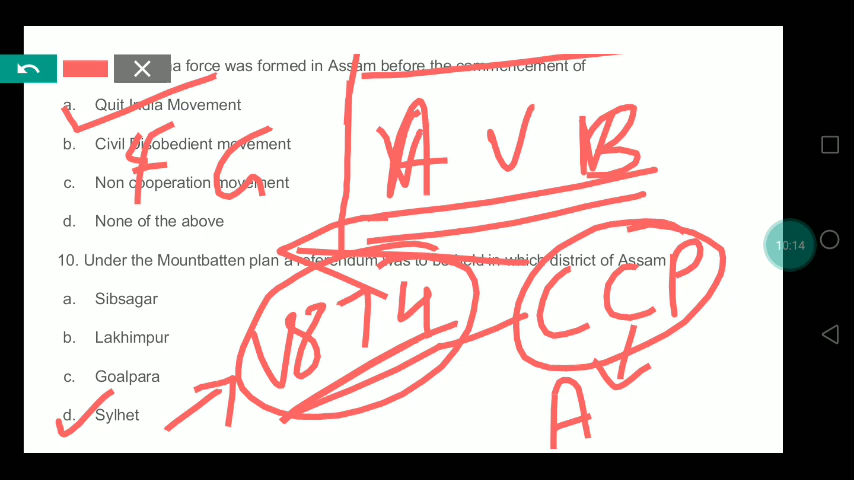 a force was formed in Assam before the commencement of
a. Quit India Movement
b. Civil Disobedient movement
c. Non cooperation movement
d. None of the above
F G
A V B
10. Under the Mountbatten plan a referendum was to be held in which district of Assam
a. Sibsagar
b. Lakhimpur
c. Goalpara
d. Sylhet
CCP
A
10:14